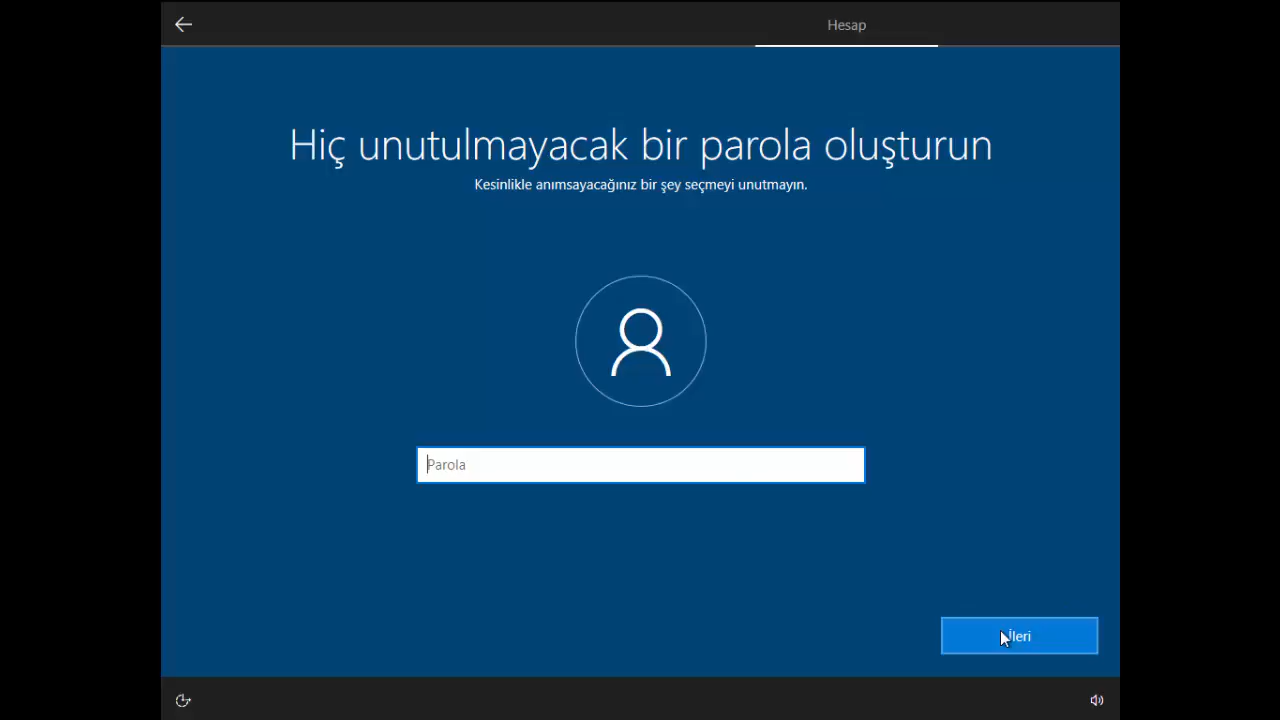 Hesap
Hiç unutulmayacak bir parola oluşturun
Kesinlikle anımsayacağınız bir şey seçmeyi unutmayın.
Parola
İleri